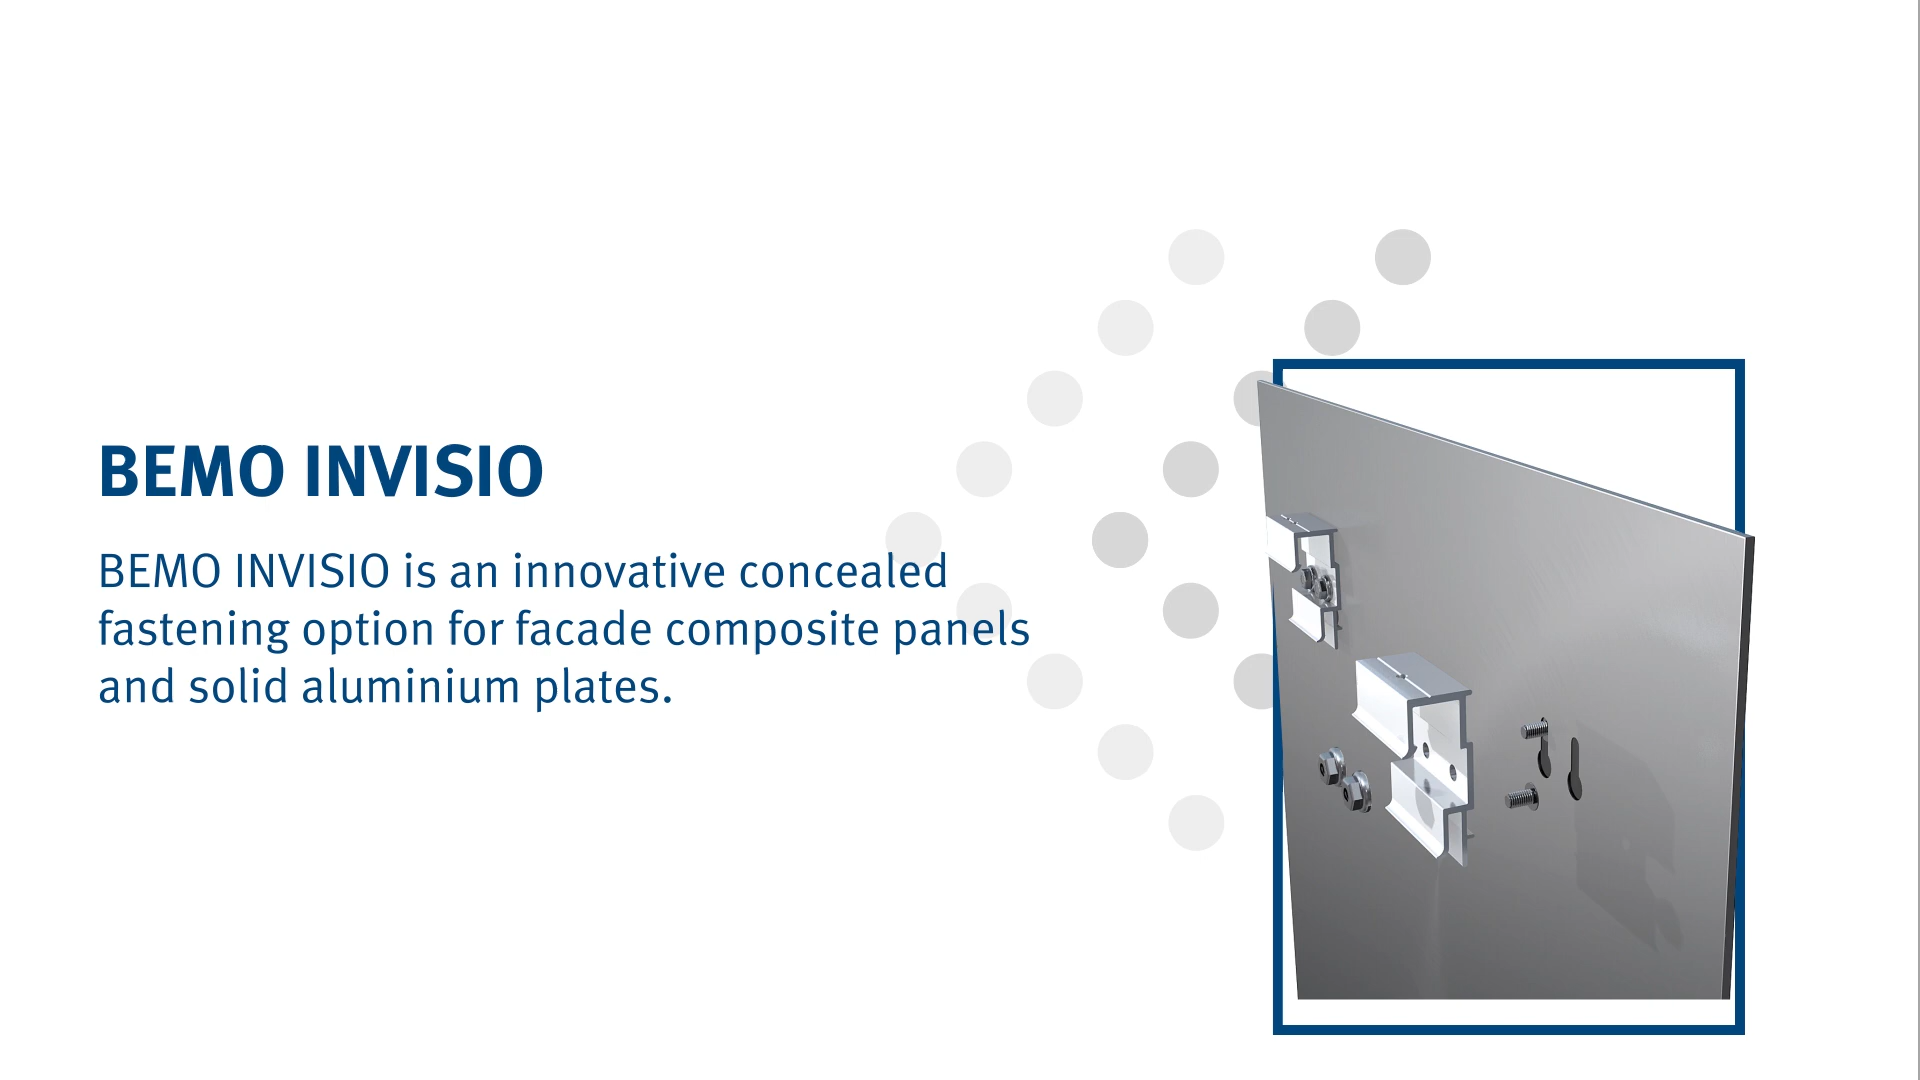 BEMO INVISIO
BEMO INVISIO is an innovative concealed
fastening option for facade composite panels
and solid aluminium plates.